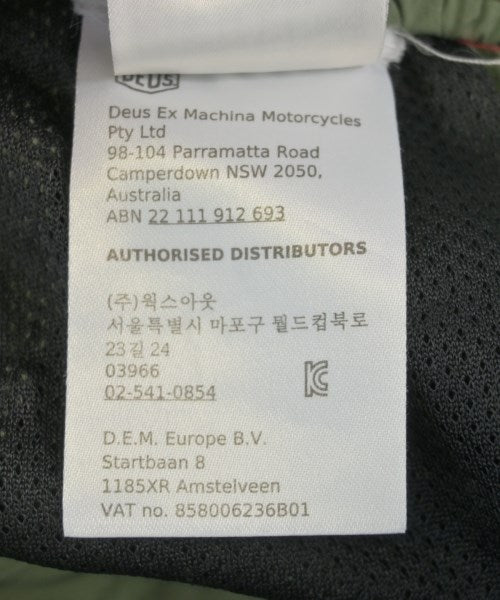 DEUS
Deus Ex Machina Motorcycles
Pty Ltd
98-104 Parramatta Road
Camperdown NSW 2050,
Australia
ABN 22 111 912 693
AUTHORISED DISTRIBUTORS
(주)웍스아웃
서울특별시 마포구 월드컵북로
23길 24
03966
02-541-0854
D.E.M. Europe B.V.
Startbaan 8
1185XR Amstelveen
VAT no. 858006236B01